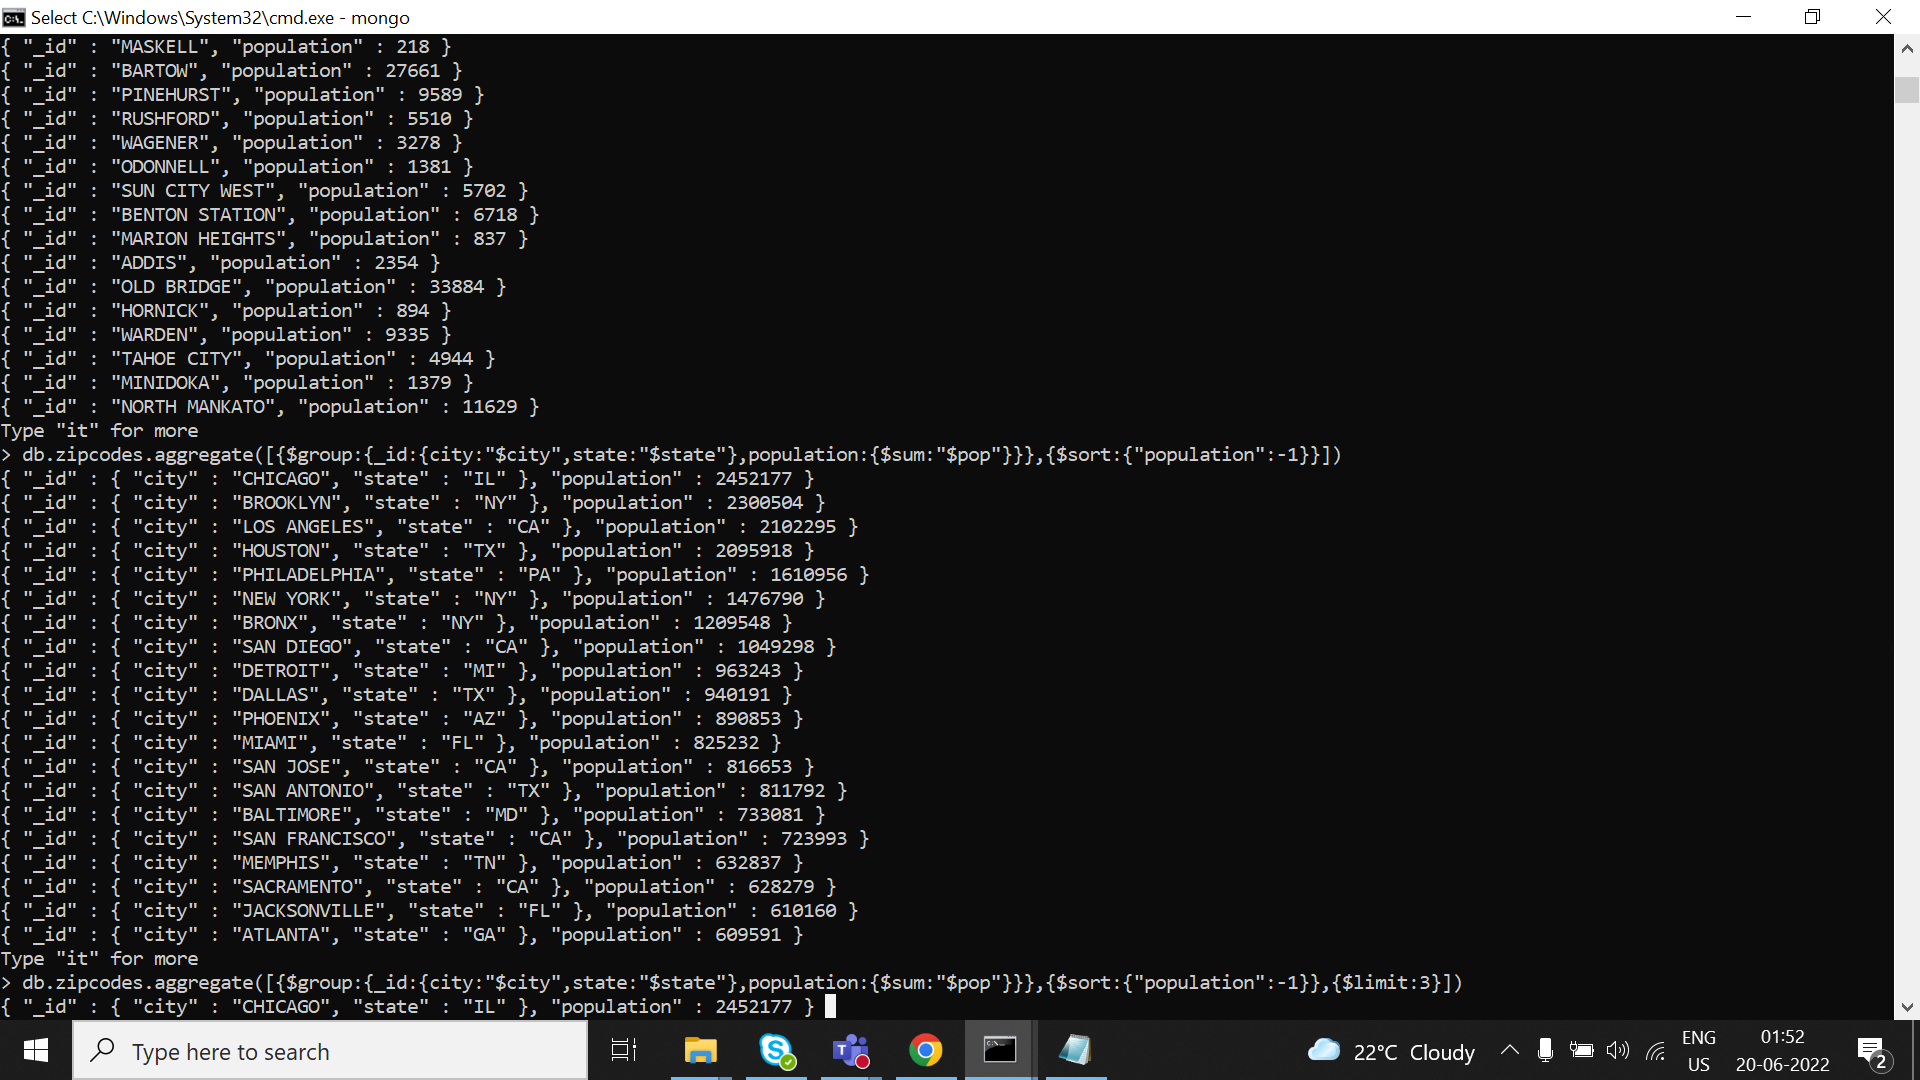 Select C:\Windows\System32\cmd.exe - mongo
{ "_id" : "MASKELL", "population" : 218 }
{ "_id" : "BARTOW", "population" : 27661 }
{ "_id" : "PINEHURST", "population" : 9589 }
{ "_id" : "RUSHFORD", "population" : 5510 }
{ "_id" : "WAGENER", "population" : 3278 }
{ "_id" : "ODONNELL", "population" : 1381 }
{ "_id" : "SUN CITY WEST", "population" : 5702 }
{ "_id" : "BENTON STATION", "population" : 6718 }
{ "_id" : "MARION HEIGHTS", "population" : 837 }
{ "_id" : "ADDIS", "population" : 2354 }
{ "_id" : "OLD BRIDGE", "population" : 33884 }
{ "_id" : "HORNICK", "population" : 894 }
{ "_id" : "WARDEN", "population" : 9335 }
{ "_id" : "TAHOE CITY", "population" : 4944 }
{ "_id" : "MINIDOKA", "population" : 1379 }
{ "_id" : "NORTH MANKATO", "population" : 11629 }
Type "it" for more
> db.zipcodes.aggregate([{$group:{_id:{city:"$city",state:"$state"},population:{$sum:"$pop"}}},{$sort:{"population":-1}}])
{ "_id" : { "city" : "CHICAGO", "state" : "IL" }, "population" : 2452177 }
{ "_id" : { "city" : "BROOKLYN", "state" : "NY" }, "population" : 2300504 }
{ "_id" : { "city" : "LOS ANGELES", "state" : "CA" }, "population" : 2102295 }
{ "_id" : { "city" : "HOUSTON", "state" : "TX" }, "population" : 2095918 }
{ "_id" : { "city" : "PHILADELPHIA", "state" : "PA" }, "population" : 1610956 }
{ "_id" : { "city" : "NEW YORK", "state" : "NY" }, "population" : 1476790 }
{ "_id" : { "city" : "BRONX", "state" : "NY" }, "population" : 1209548 }
{ "_id" : { "city" : "SAN DIEGO", "state" : "CA" }, "population" : 1049298 }
{ "_id" : { "city" : "DETROIT", "state" : "MI" }, "population" : 963243 }
{ "_id" : { "city" : "DALLAS", "state" : "TX" }, "population" : 940191 }
{ "_id" : { "city" : "PHOENIX", "state" : "AZ" }, "population" : 890853 }
{ "_id" : { "city" : "MIAMI", "state" : "FL" }, "population" : 825232 }
{ "_id" : { "city" : "SAN JOSE", "state" : "CA" }, "population" : 816653 }
{ "_id" : { "city" : "SAN ANTONIO", "state" : "TX" }, "population" : 811792 }
{ "_id" : { "city" : "BALTIMORE", "state" : "MD" }, "population" : 733081 }
{ "_id" : { "city" : "SAN FRANCISCO", "state" : "CA" }, "population" : 723993 }
{ "_id" : { "city" : "MEMPHIS", "state" : "TN" }, "population" : 632837 }
{ "_id" : { "city" : "SACRAMENTO", "state" : "CA" }, "population" : 628279 }
{ "_id" : { "city" : "JACKSONVILLE", "state" : "FL" }, "population" : 610160 }
{ "_id" : { "city" : "ATLANTA", "state" : "GA" }, "population" : 609591 }
Type "it" for more
> db.zipcodes.aggregate([{$group:{_id:{city:"$city",state:"$state"},population:{$sum:"$pop"}}},{$sort:{"population":-1}},{$limit:3}])
{ "_id" : { "city" : "CHICAGO", "state" : "IL" }, "population" : 2452177 }
Type here to search
22°C Cloudy
ENG
US
01:52
20-06-2022
2